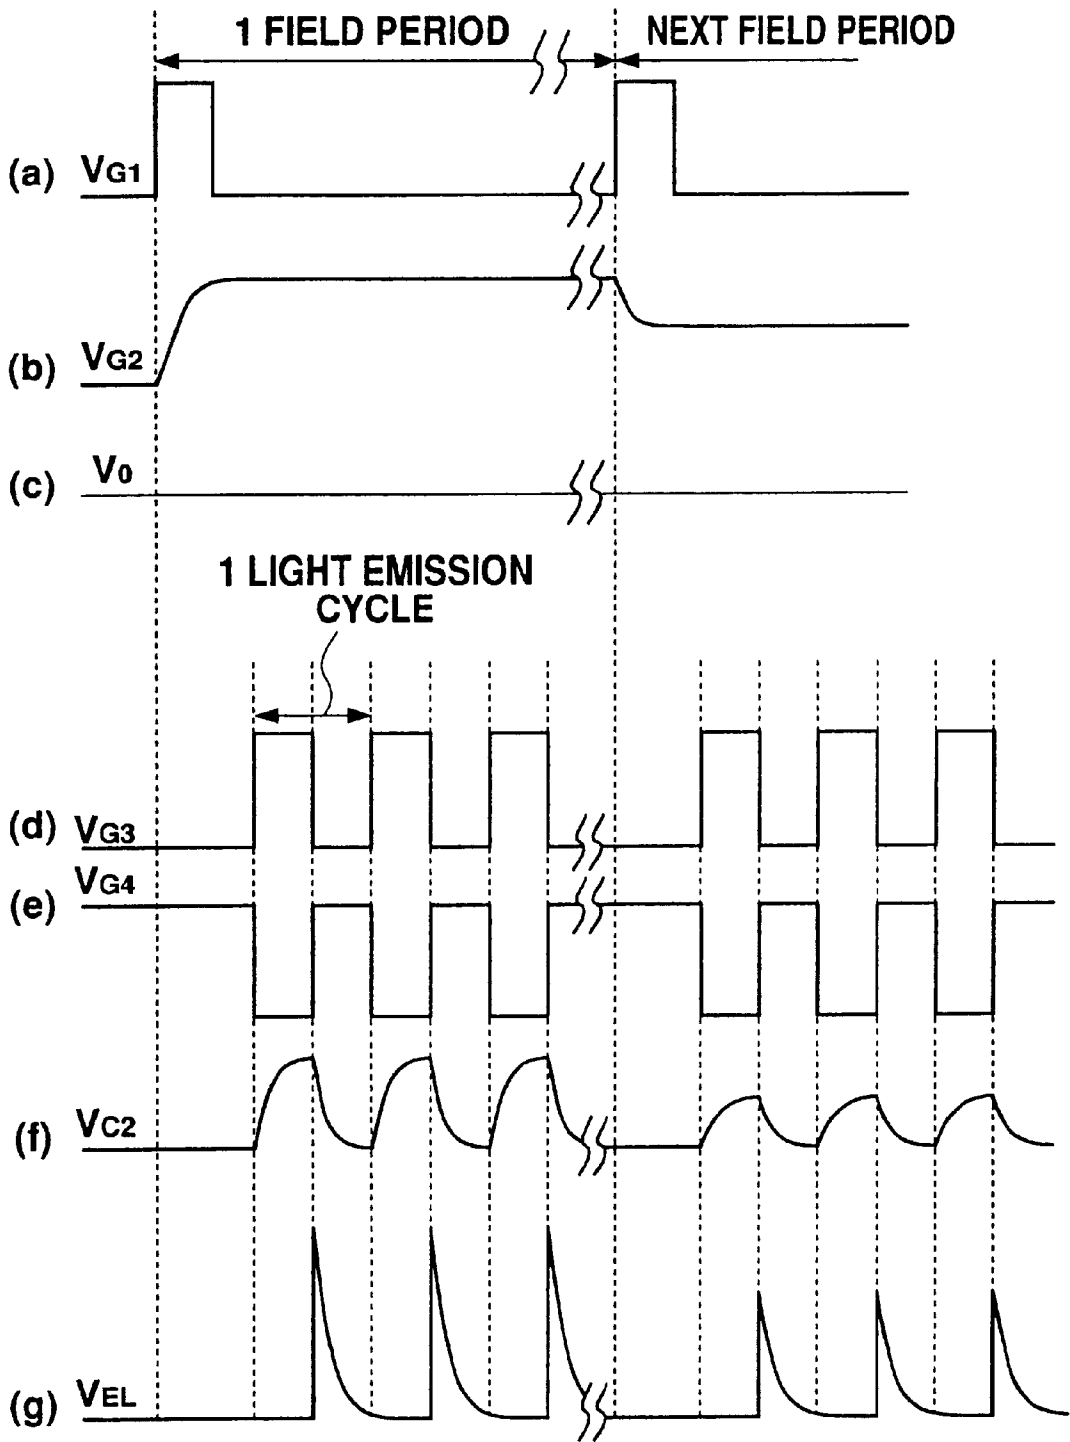 1 FIELD PERIOD
NEXT FIELD PERIOD
(a) VG1
(b) VG2
(c) V0
1 LIGHT EMISSION
CYCLE
(d) VG3
(e) VG4
(f) VC2
(g) VEL